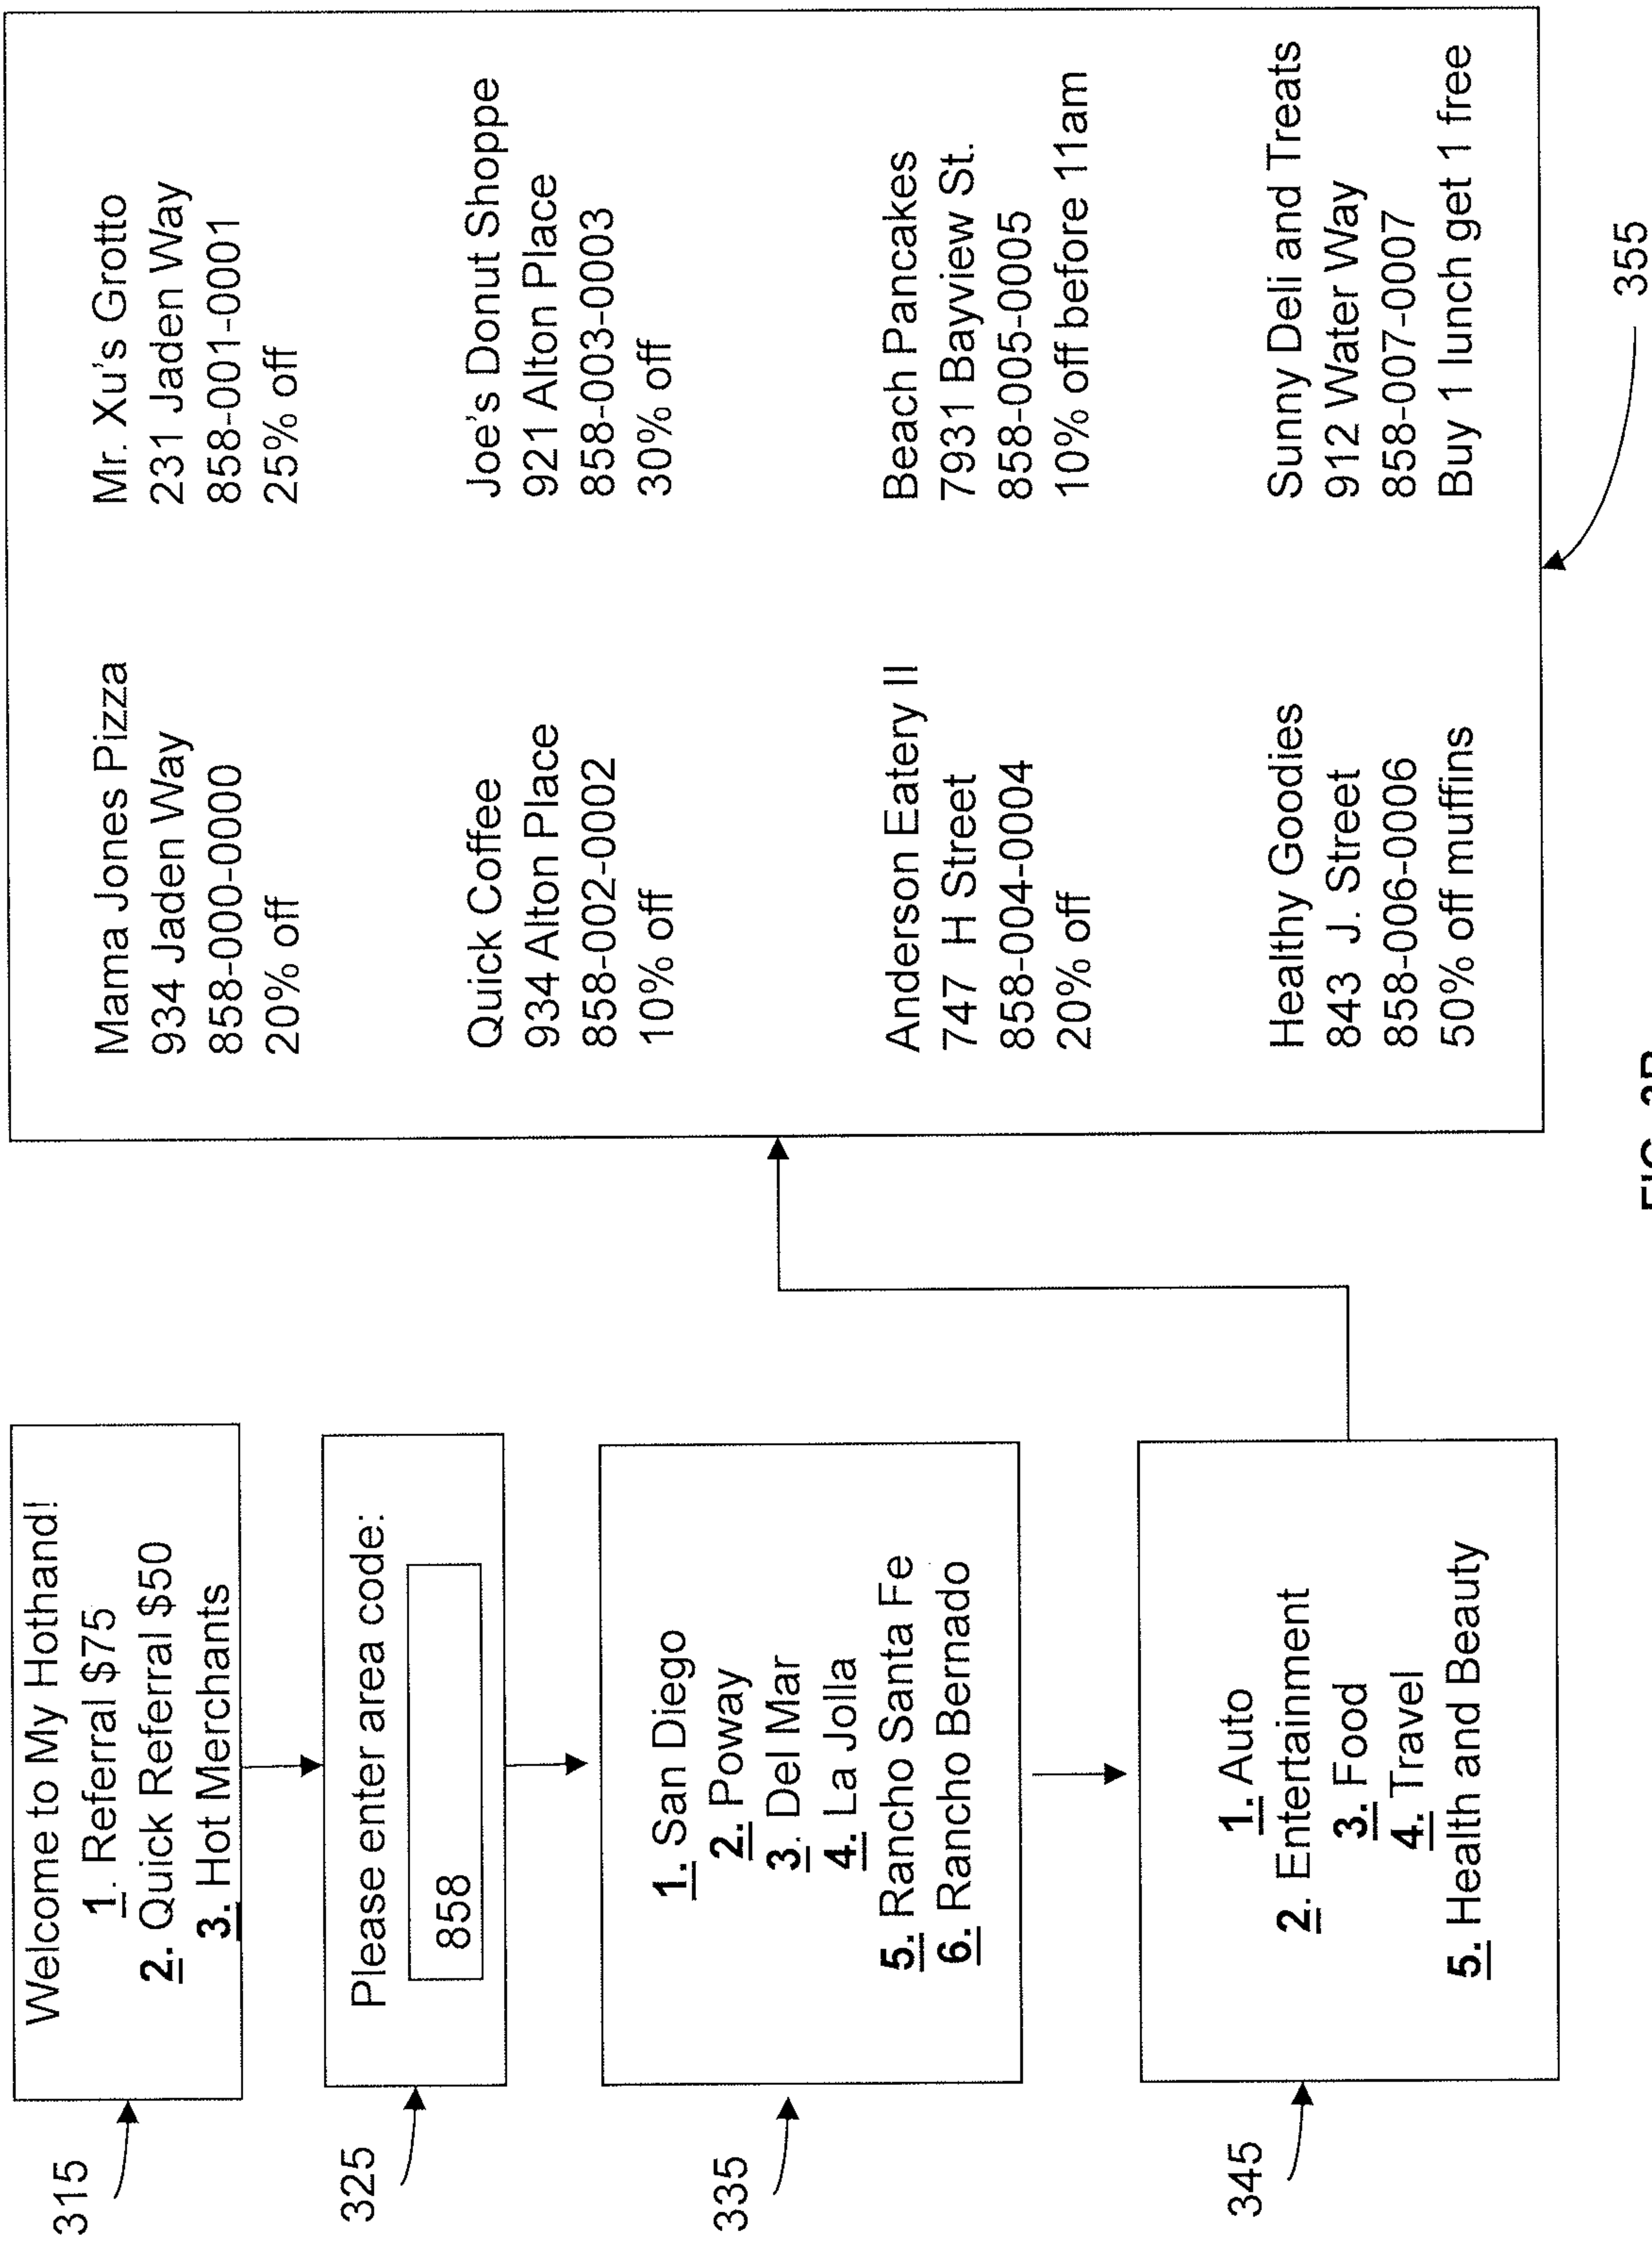 315
Welcome to My Hothand!
1. Referral $75
2. Quick Referral $50
3. Hot Merchants
325
Please enter area code:
858
335
1. San Diego
2. Poway
3. Del Mar
4. La Jolla
5. Rancho Santa Fe
6. Rancho Bernado
345
1. Auto
2. Entertainment
3. Food
4. Travel
5. Health and Beauty
Mama Jones Pizza
934 Jaden Way
858-000-0000
20% off
Mr. Xu's Grotto
231 Jaden Way
858-001-0001
25% off
Quick Coffee
934 Alton Place
858-002-0002
10% off
Joe's Donut Shoppe
921 Alton Place
858-003-0003
30% off
Anderson Eatery II
747 H Street
858-004-0004
20% off
Beach Pancakes
7931 Bayview St.
858-005-0005
10% off before 11am
Healthy Goodies
843 J. Street
858-006-0006
50% off muffins
Sunny Deli and Treats
912 Water Way
858-007-0007
Buy 1 lunch get 1 free
355